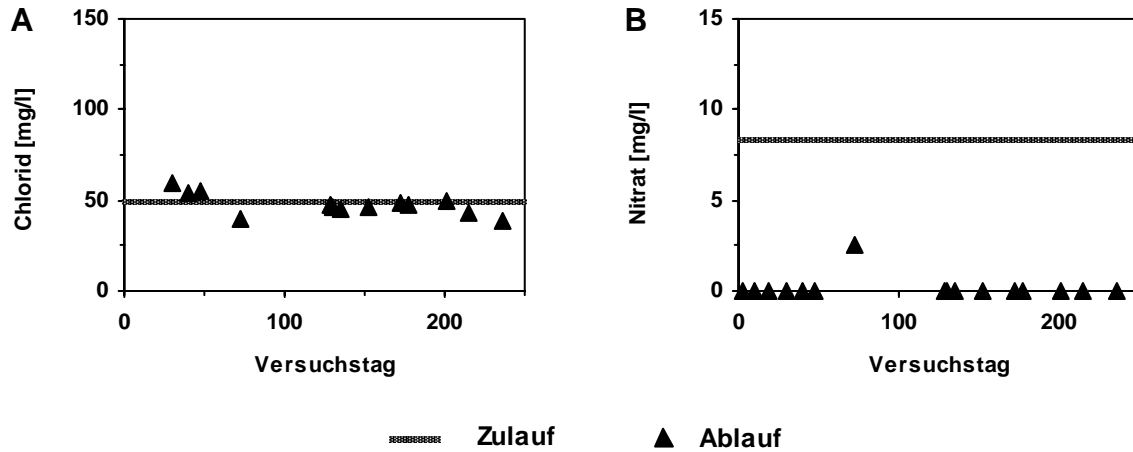 A
150
100
50
0
Chlorid [mg/l]
0 100 200
Versuchstag
B
15
10
5
0
Nitrat [mg/l]
0 100 200
Versuchstag
Zulauf Ablauf